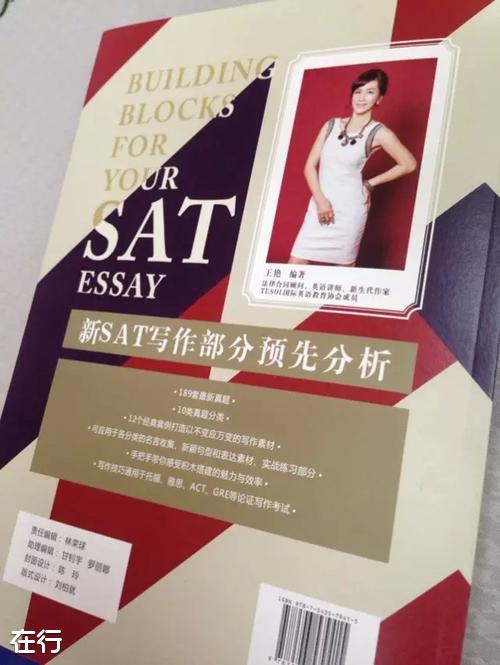 BUILDING
BLOCKS
FOR
YOUR
SAT
ESSAY
王艳 编著
法律合同顾问、英语讲师、新生代作家
TESOL国际英语教育协会成员
新SAT写作部分预先分析
·189套最新真题·
·10类真题分类·
·12个经典案例打造以不变应万变的写作素材·
·可应用于各分类的名言收集、新颖句型和表达素材、实战练习部分·
·手把手带你感受积木搭建的魅力与效率·
·写作技巧通用于托福、雅思、ACT、GRE等论证写作考试·
责任编辑：林荣球
助理编辑：甘钊宇 罗丽娜
封面设计：陈 玲
版式设计：刘柏就
在行